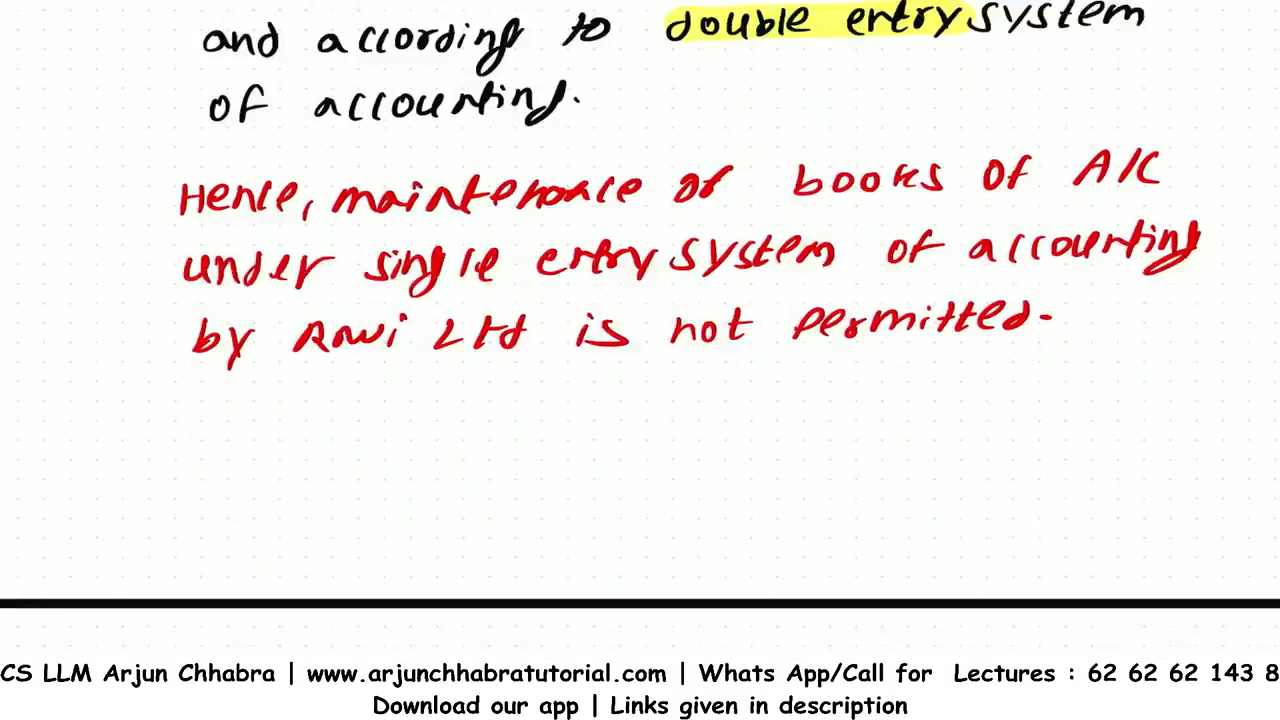 and according to double entry system
of accounting.
Hence, maintenance of books of A/C
under single entry system of accounting
by Ravi Ltd is not permitted.
CS LLM Arjun Chhabra | www.arjunchhabratutorial.com | Whats App/Call for Lectures : 62 62 62 143 8
Download our app | Links given in description